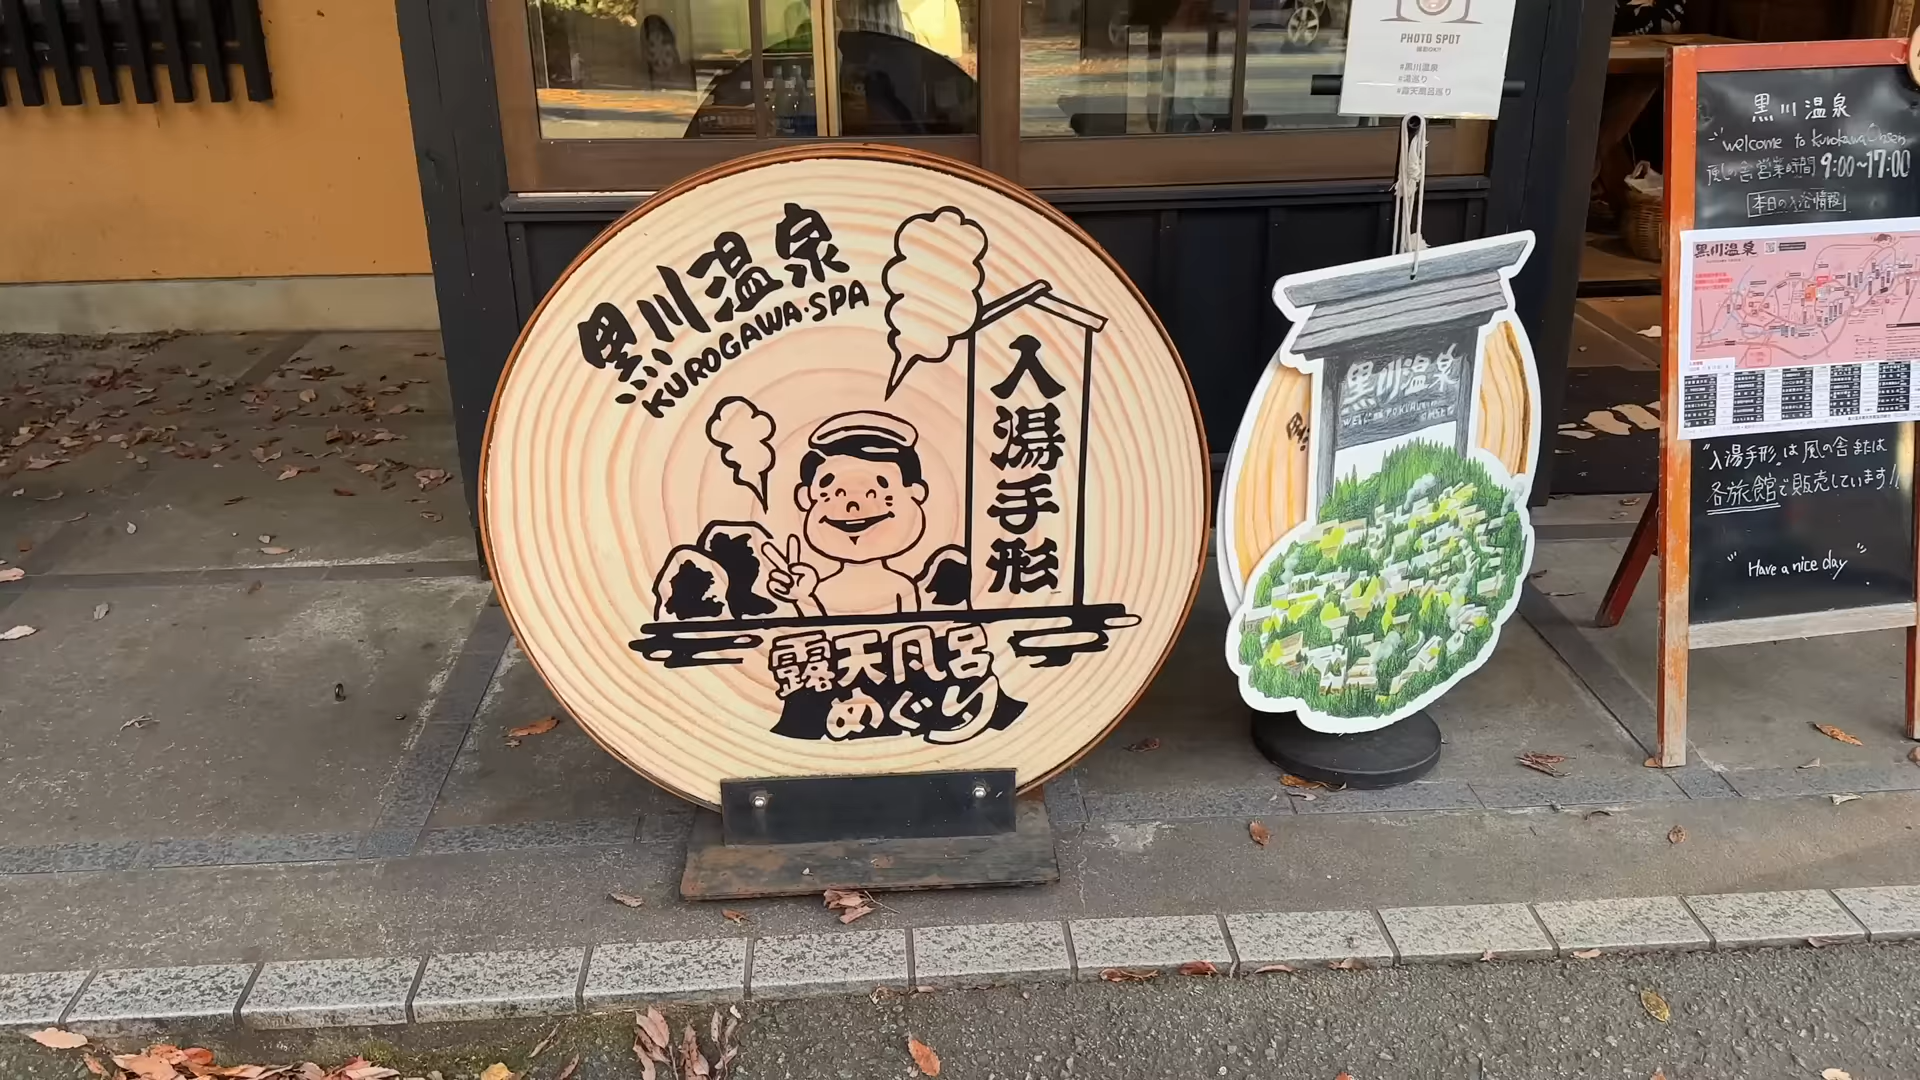 黒川温泉
KUROGAWA·SPA
入湯手形
露天風呂
めぐり
PHOTO SPOT
撮影OK!!
#黒川温泉
#湯巡り
#露天風呂巡り
黒川温泉
黒川温泉
welcome to Kurokawa Onsen
風の舎営業時間 9:00~17:00
本日の入浴情報
黒川温泉
"入湯手形"は風の舎または
各旅館で販売しています!!
"Have a nice day"